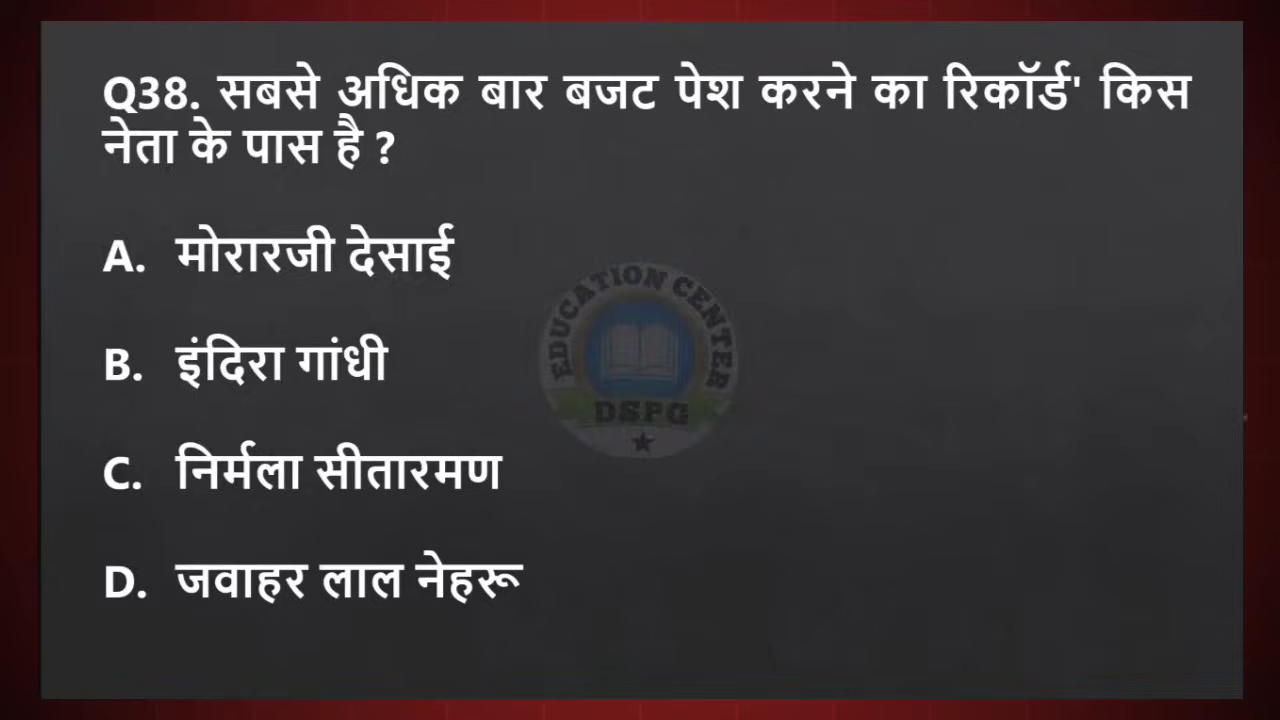 Q38. सबसे अधिक बार बजट पेश करने का रिकॉर्ड' किस
नेता के पास है ?
A. मोरारजी देसाई
EDUCATION CENTER
B. इंदिरा गांधी
DSPG
C. निर्मला सीतारमण
D. जवाहर लाल नेहरू